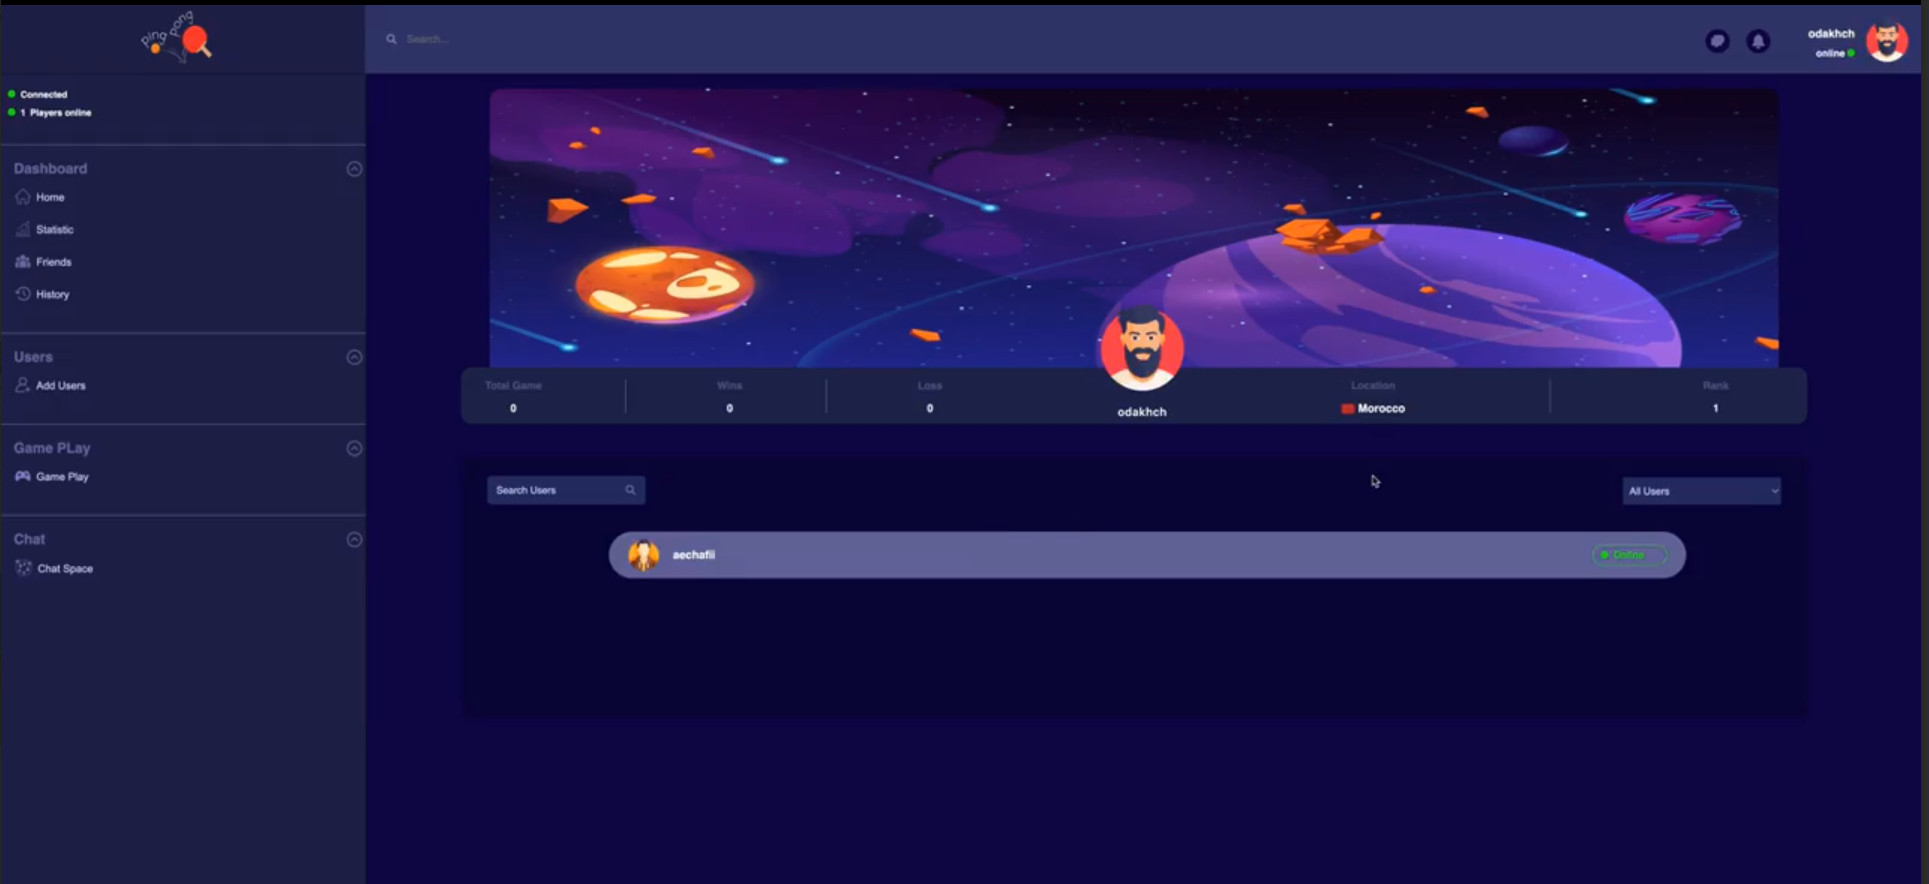 ping pong
Search...
odakhch
online
Connected
1 Players online
Dashboard
Home
Statistic
Friends
History
Users
Add Users
Game PLay
Game Play
Chat
Chat Space
Total Game
0
Wins
0
Loss
0
odakhch
Location
Morocco
Rank
1
Search Users
All Users
aechafii
Online